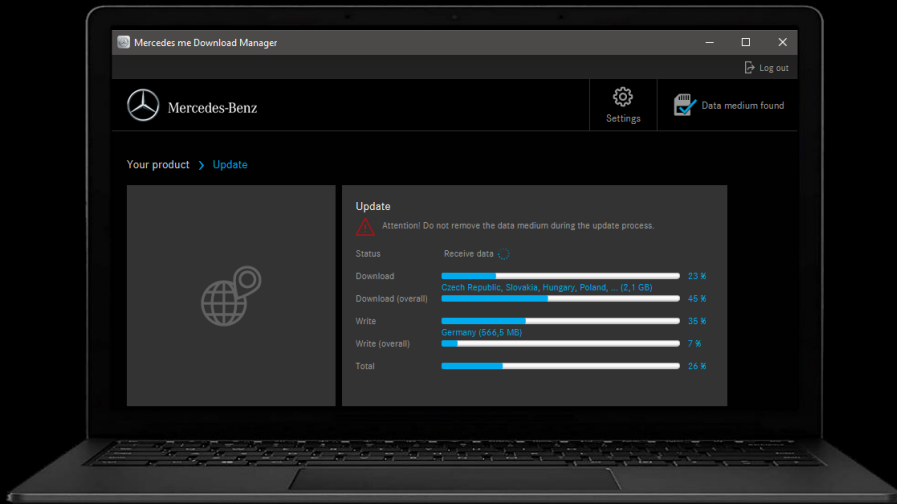 Mercedes me Download Manager
Log out
Mercedes-Benz
Settings
Data medium found
Your product > Update
Update
Attention! Do not remove the data medium during the update process.
Status Receive data
Download 23 %
Czech Republic, Slovakia, Hungary, Poland, ... (2,1 GB)
Download (overall) 45 %
Write 35 %
Germany (566,5 MB)
Write (overall) 7 %
Total 26 %